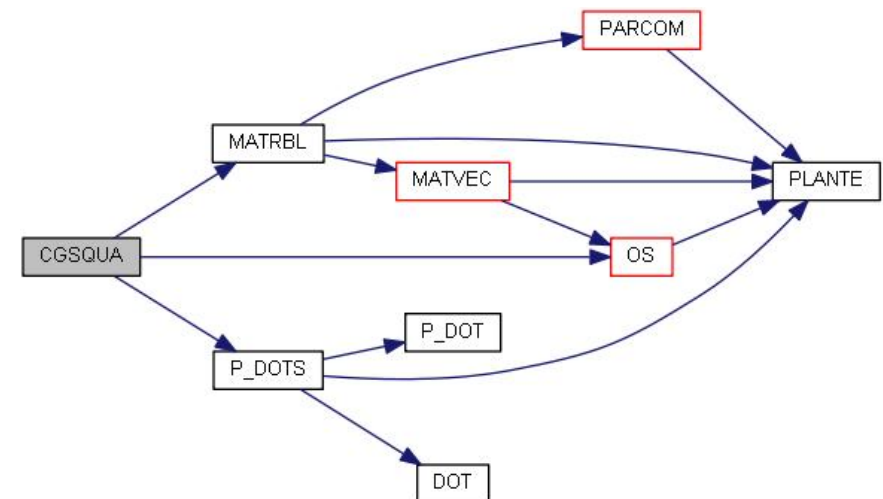 PARCOM
MATRBL
MATVEC
PLANTE
CGSQUA
OS
P_DOT
P_DOTS
DOT